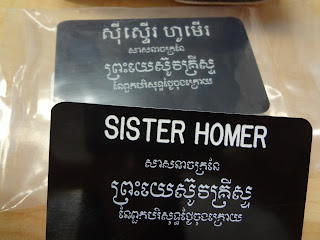 ស៊ីស្ទើរ ហូមើរ
សាសនាចក្រនៃ
ព្រះយេស៊ូវគ្រីស្ទ
នៃពួកបរិសុទ្ធថ្ងៃចុងក្រោយ
SISTER HOMER
សាសនាចក្រនៃ
ព្រះយេស៊ូវគ្រីស្ទ
នៃពួកបរិសុទ្ធថ្ងៃចុងក្រោយ